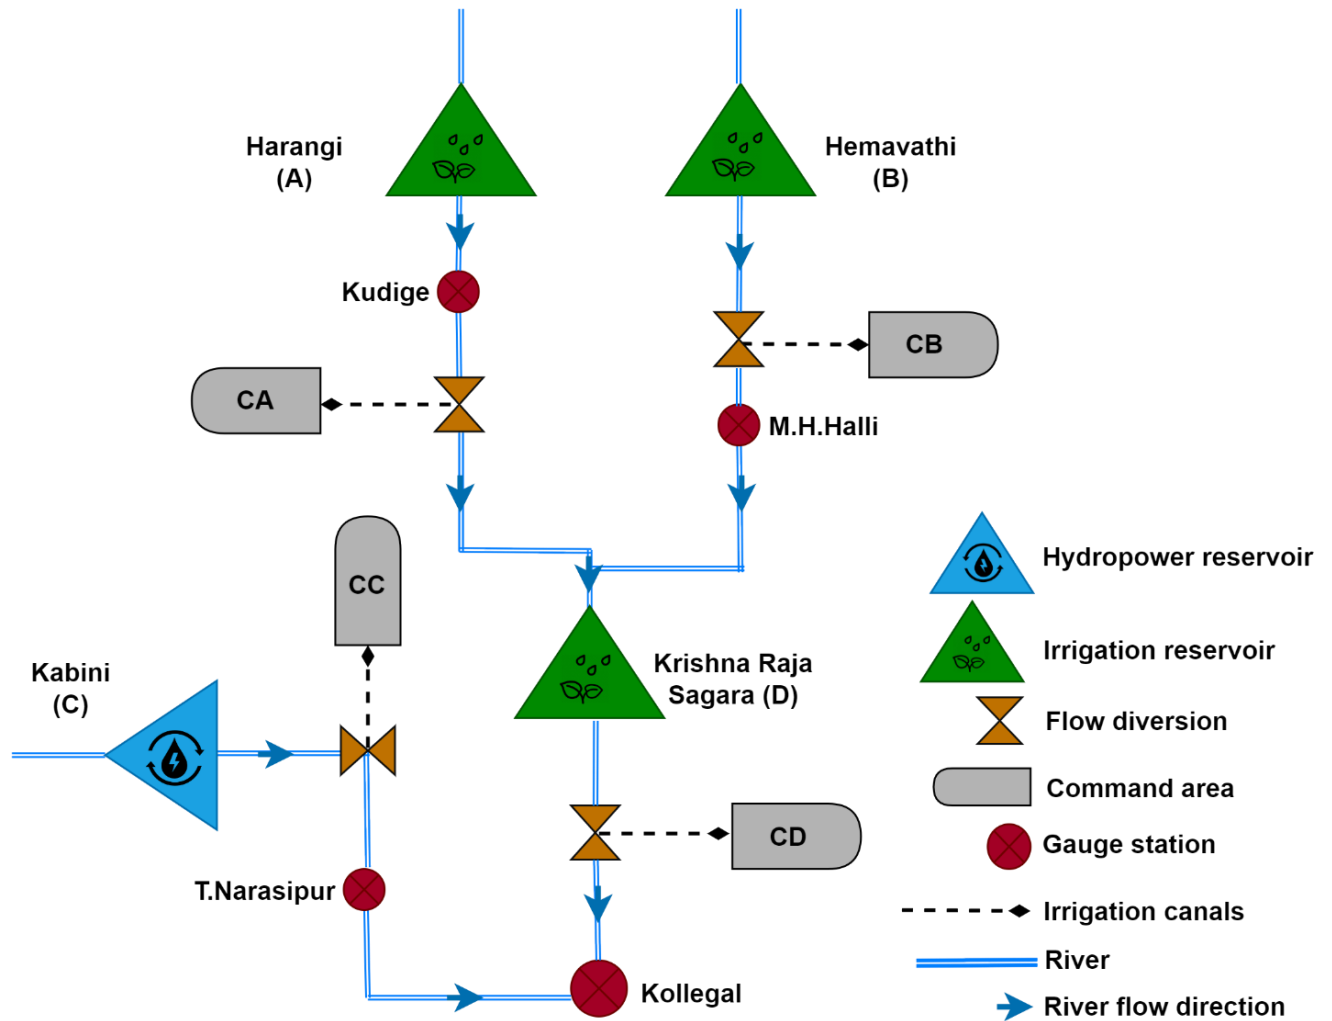 Harangi
(A)
Hemavathi
(B)
Kudige
CB
CA
M.H.Halli
CC
Hydropower reservoir
Irrigation reservoir
Kabini
(C)
Krishna Raja
Sagara (D)
Flow diversion
Command area
CD
Gauge station
T.Narasipur
Irrigation canals
River
Kollegal
River flow direction